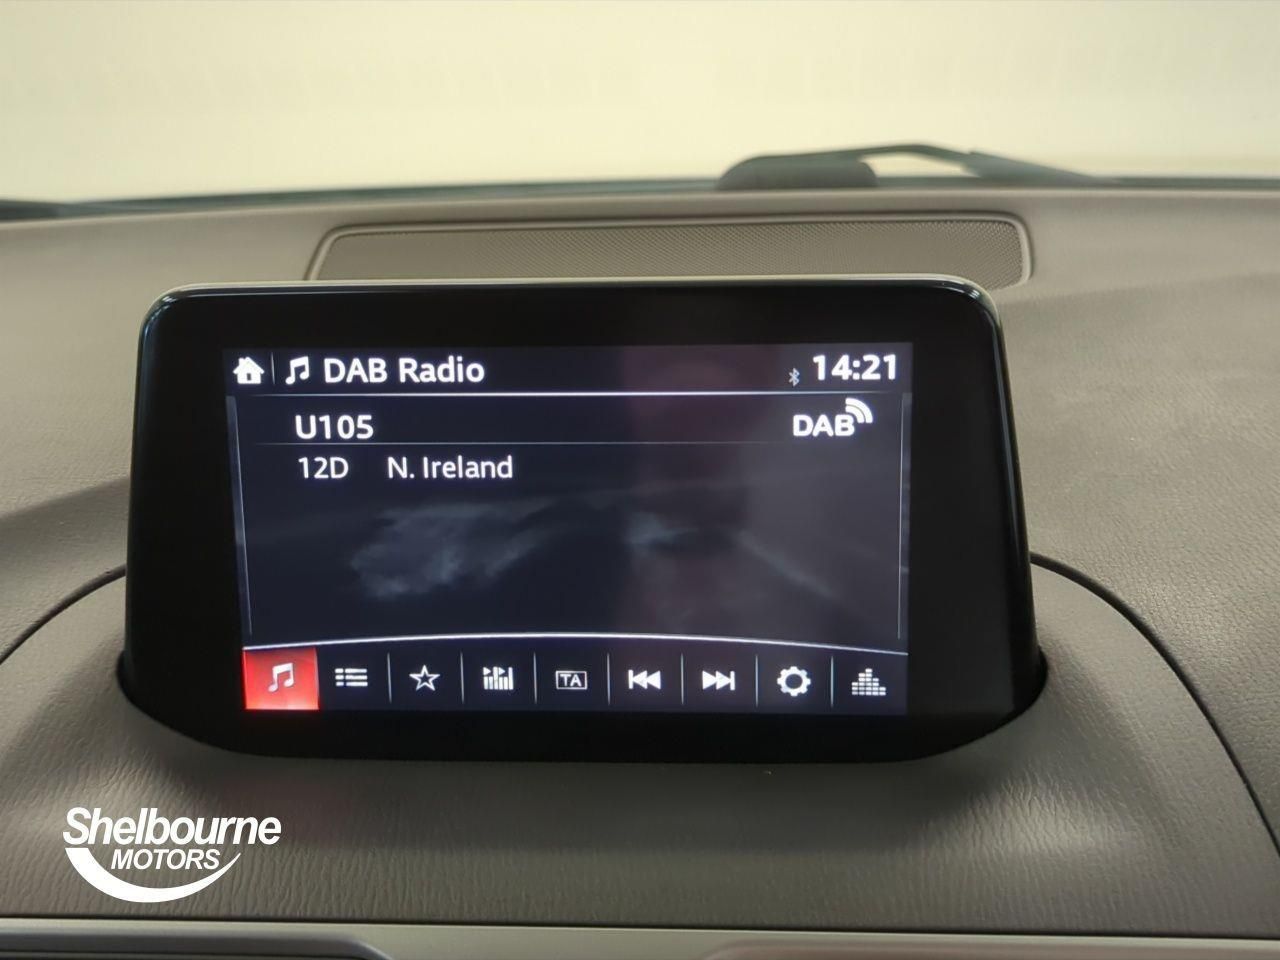 DAB Radio 14:21
U105 DAB
12D N. Ireland
TA
Shelbourne
MOTORS